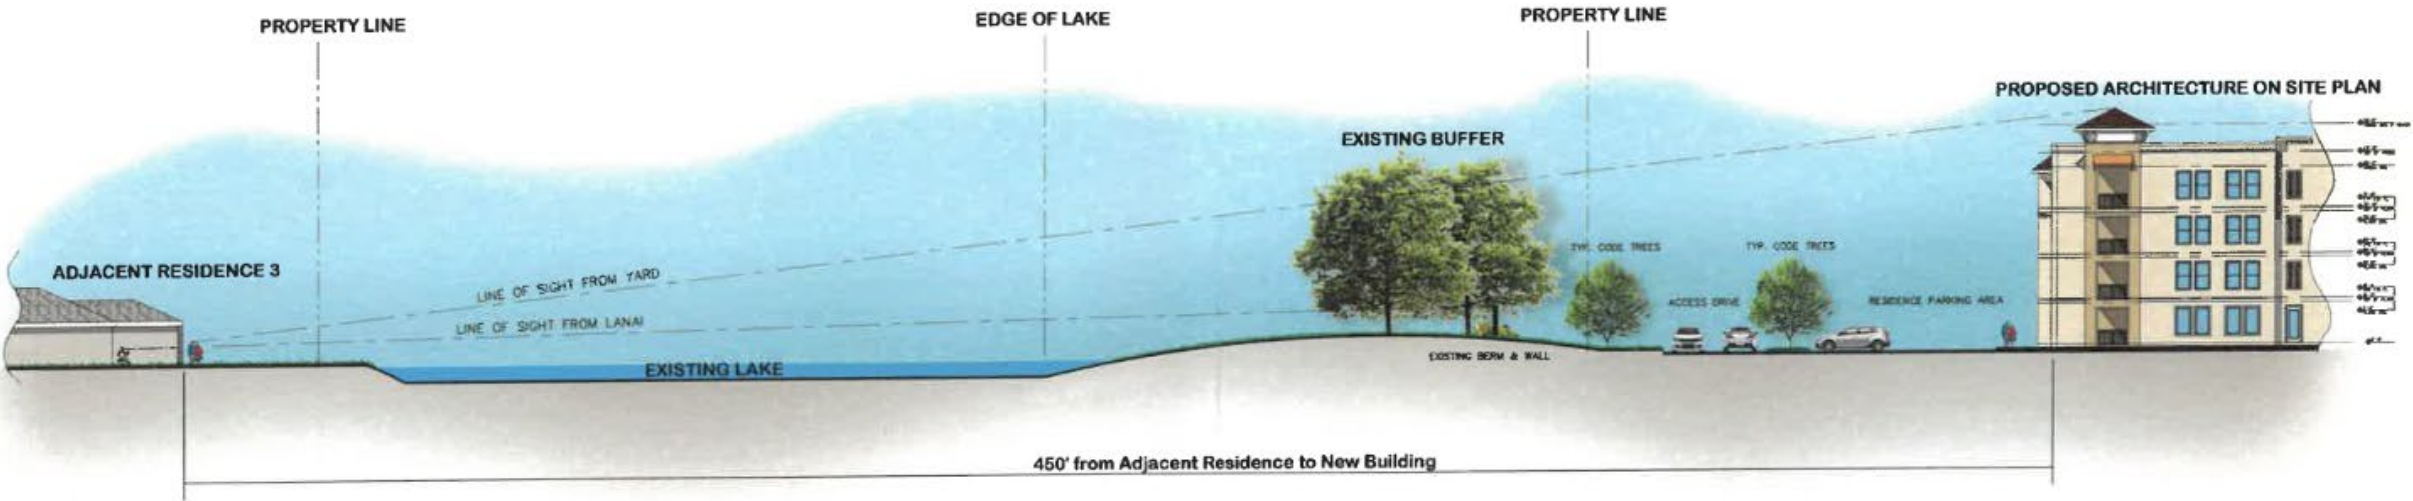 PROPERTY LINE
EDGE OF LAKE
PROPERTY LINE
PROPOSED ARCHITECTURE ON SITE PLAN
EXISTING BUFFER
ADJACENT RESIDENCE 3
LINE OF SIGHT FROM YARD
LINE OF SIGHT FROM LANAI
TYP. CODE TREES
TYP. CODE TREES
ACCESS DRIVE
RESIDENCE PARKING AREA
EXISTING BERM & WALL
EXISTING LAKE
450' from Adjacent Residence to New Building